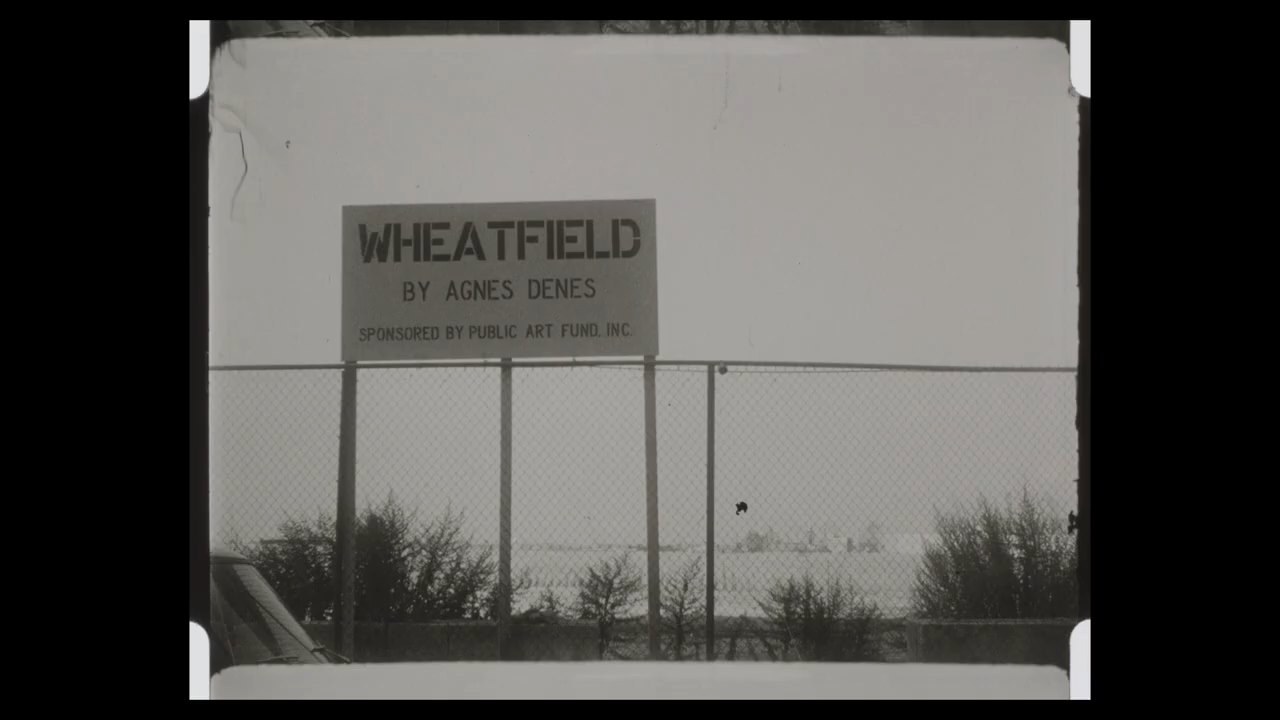 WHEATFIELD
BY AGNES DENES
SPONSORED BY PUBLIC ART FUND, INC.